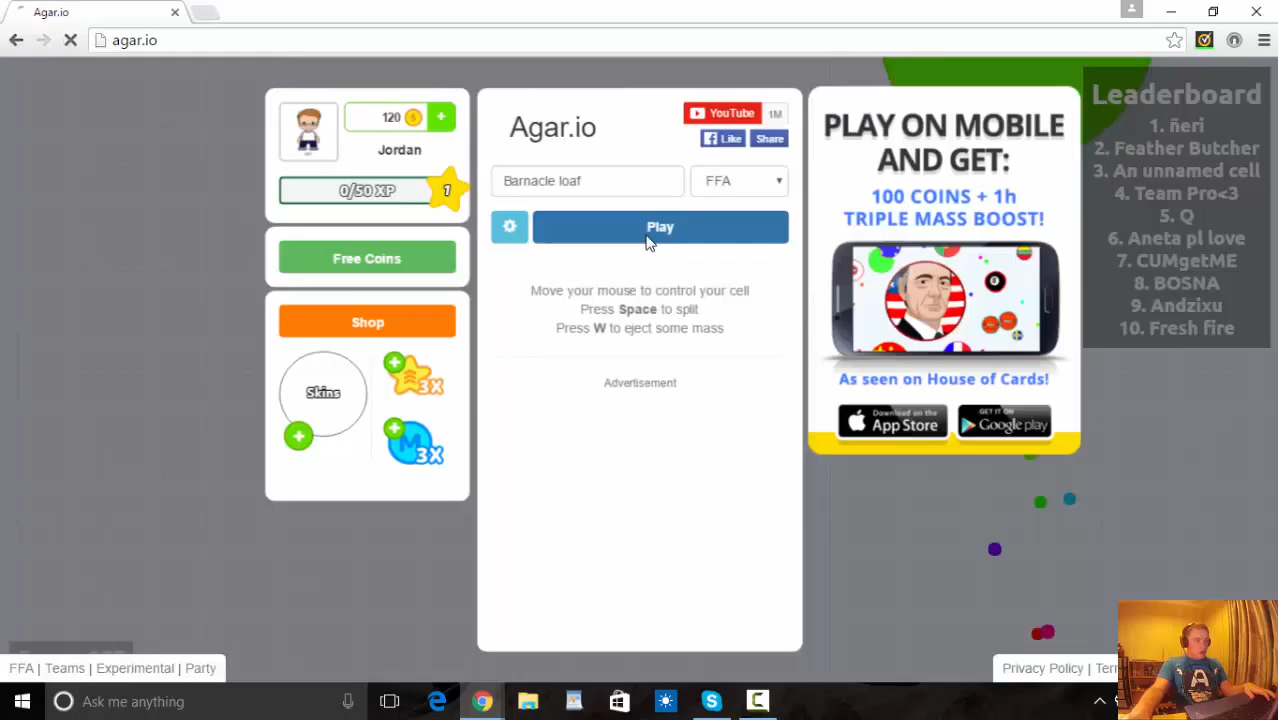 Agar.io
agar.io
120
Jordan
0/50 XP
1
Free Coins
Shop
Skins
3X
M
3X
Agar.io
YouTube 1M
Like Share
Barnacle loaf
FFA
Play
Move your mouse to control your cell
Press Space to split
Press W to eject some mass
Advertisement
PLAY ON MOBILE
AND GET:
100 COINS + 1h
TRIPLE MASS BOOST!
8
As seen on House of Cards!
Download on the
App Store
GET IT ON
Google play
Leaderboard
1. ñeri
2. Feather Butcher
3. An unnamed cell
4. Team Pro<3
5. Q
6. Aneta pl love
7. CUMgetME
8. BOSNA
9. Andzixu
10. Fresh fire
FFA | Teams | Experimental | Party
Privacy Policy |
Ask me anything